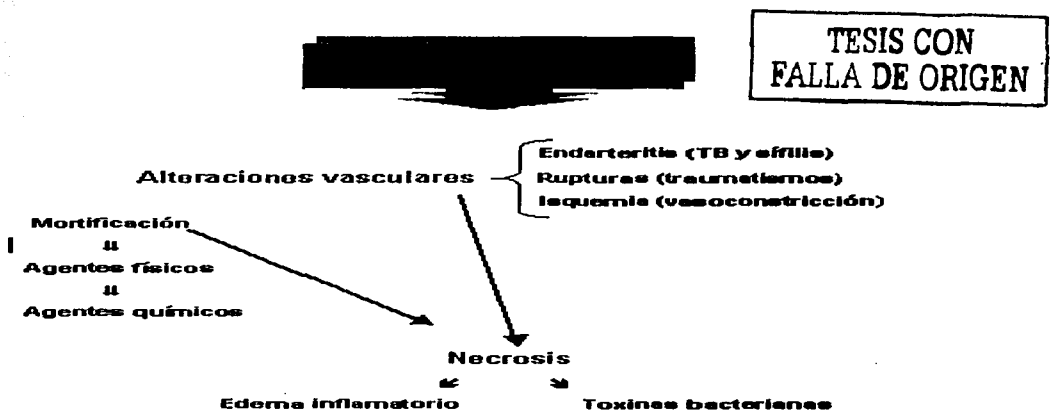 TESIS CON
FALLA DE ORIGEN
Endarteritis (TB y sífilis)
Alteraciones vasculares
Rupturas (traumatismos)
Isquemia (vasoconstricción)
Mortificación
Agentes físicos
Agentes químicos
Necrosis
Edema inflamatorio
Toxinas bacterianas